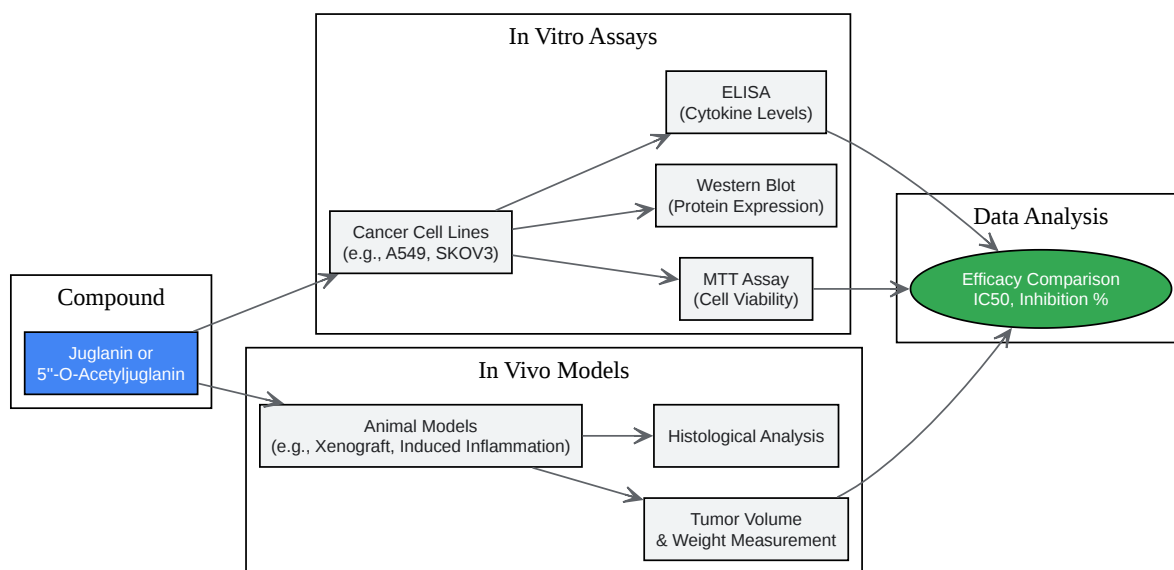 Compound
Juglanin or
5"-O-Acetyljuglanin
In Vitro Assays
Cancer Cell Lines
(e.g., A549, SKOV3)
ELISA
(Cytokine Levels)
Western Blot
(Protein Expression)
MTT Assay
(Cell Viability)
In Vivo Models
Animal Models
(e.g., Xenograft, Induced Inflammation)
Histological Analysis
Tumor Volume
& Weight Measurement
Data Analysis
Efficacy Comparison
IC50, Inhibition %